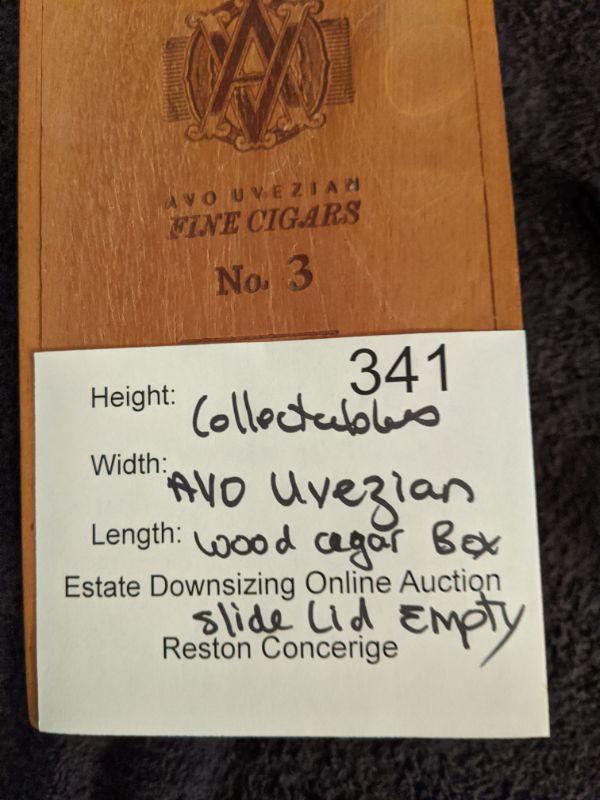 AVO UVEZIAN
FINE CIGARS
No. 3
341
Height: Collectables
Width: AVO Uvezian
Length: wood cegar Box
Estate Downsizing Online Auction
slide Lid Empty
Reston Concerige